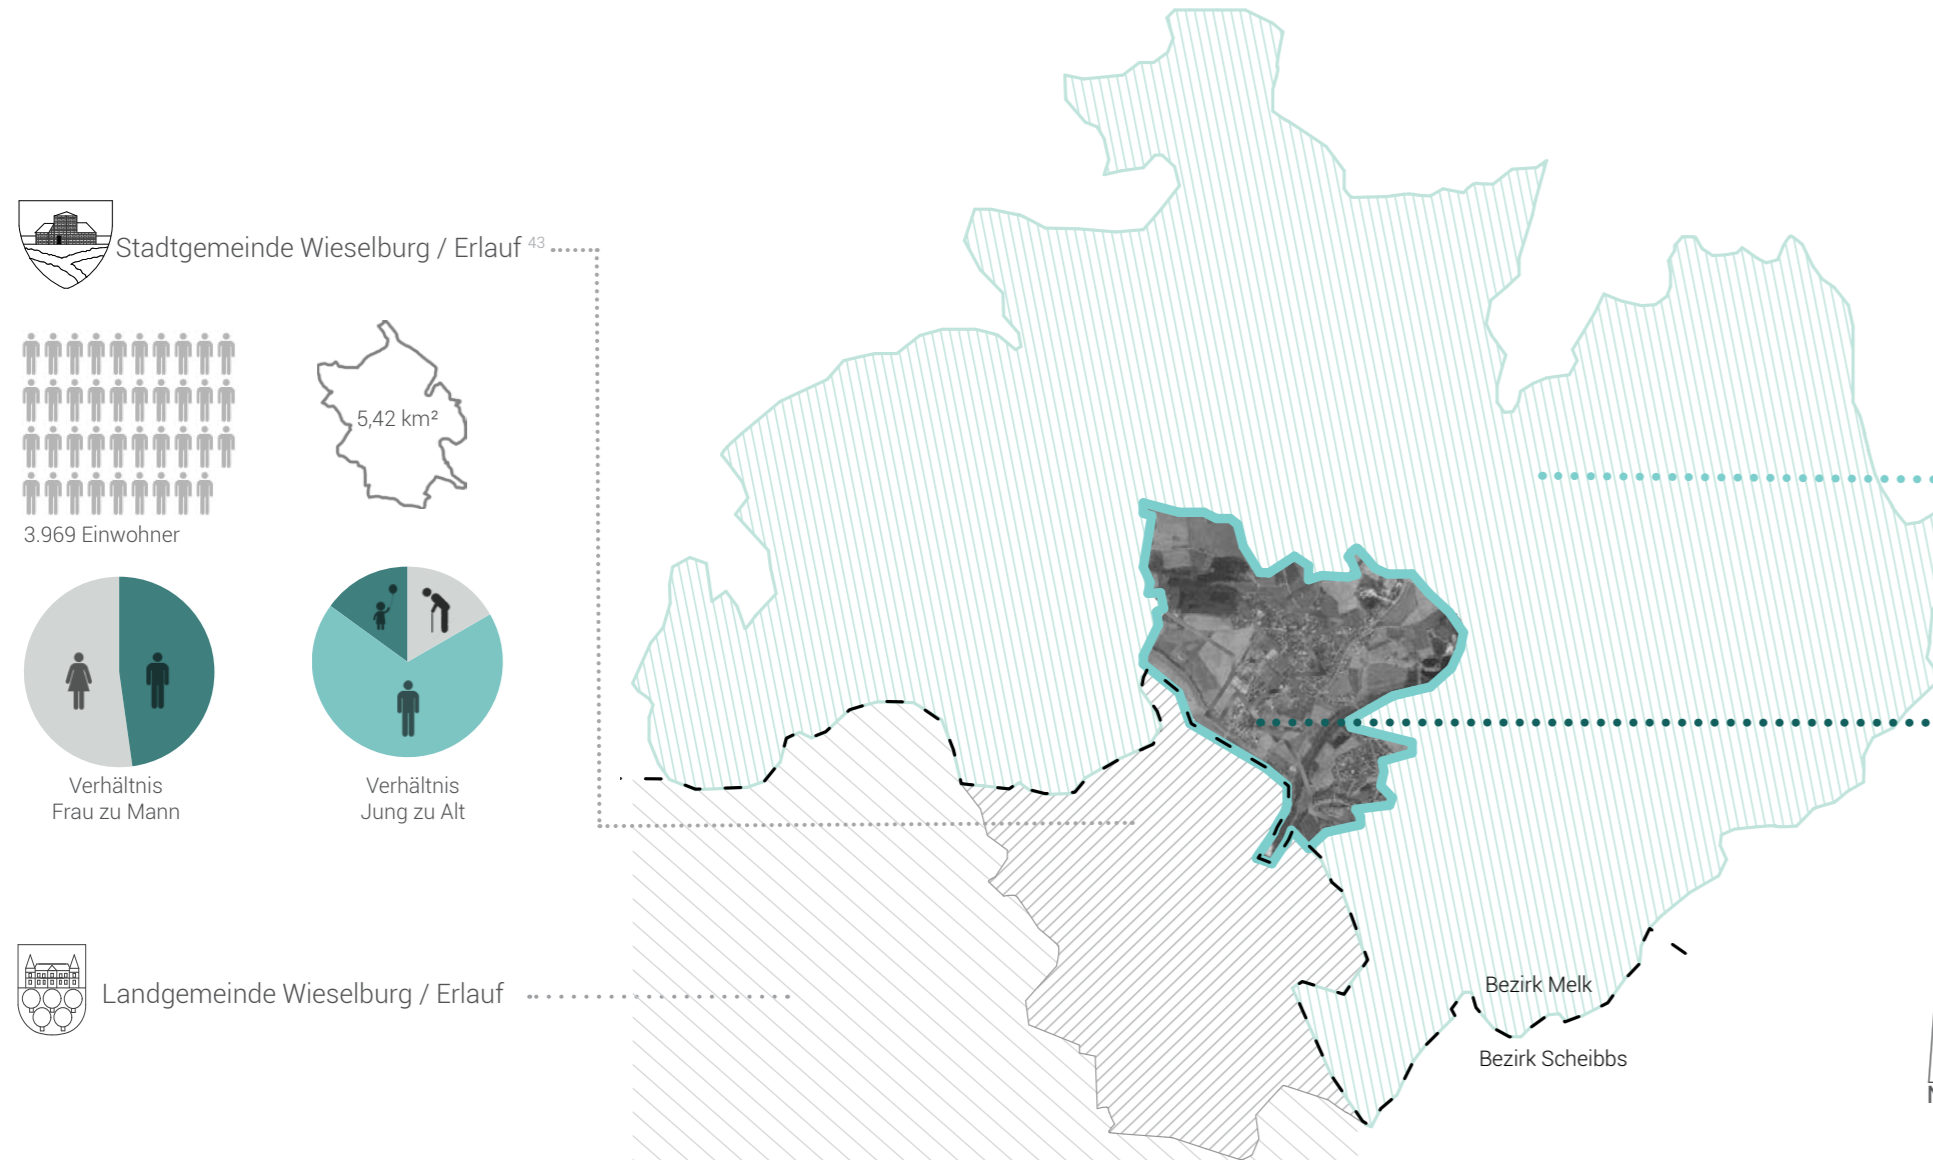 Stadtgemeinde Wieselburg / Erlauf 43
5,42 km²
3.969 Einwohner
Verhältnis
Frau zu Mann
Verhältnis
Jung zu Alt
Landgemeinde Wieselburg / Erlauf
Bezirk Melk
Bezirk Scheibbs